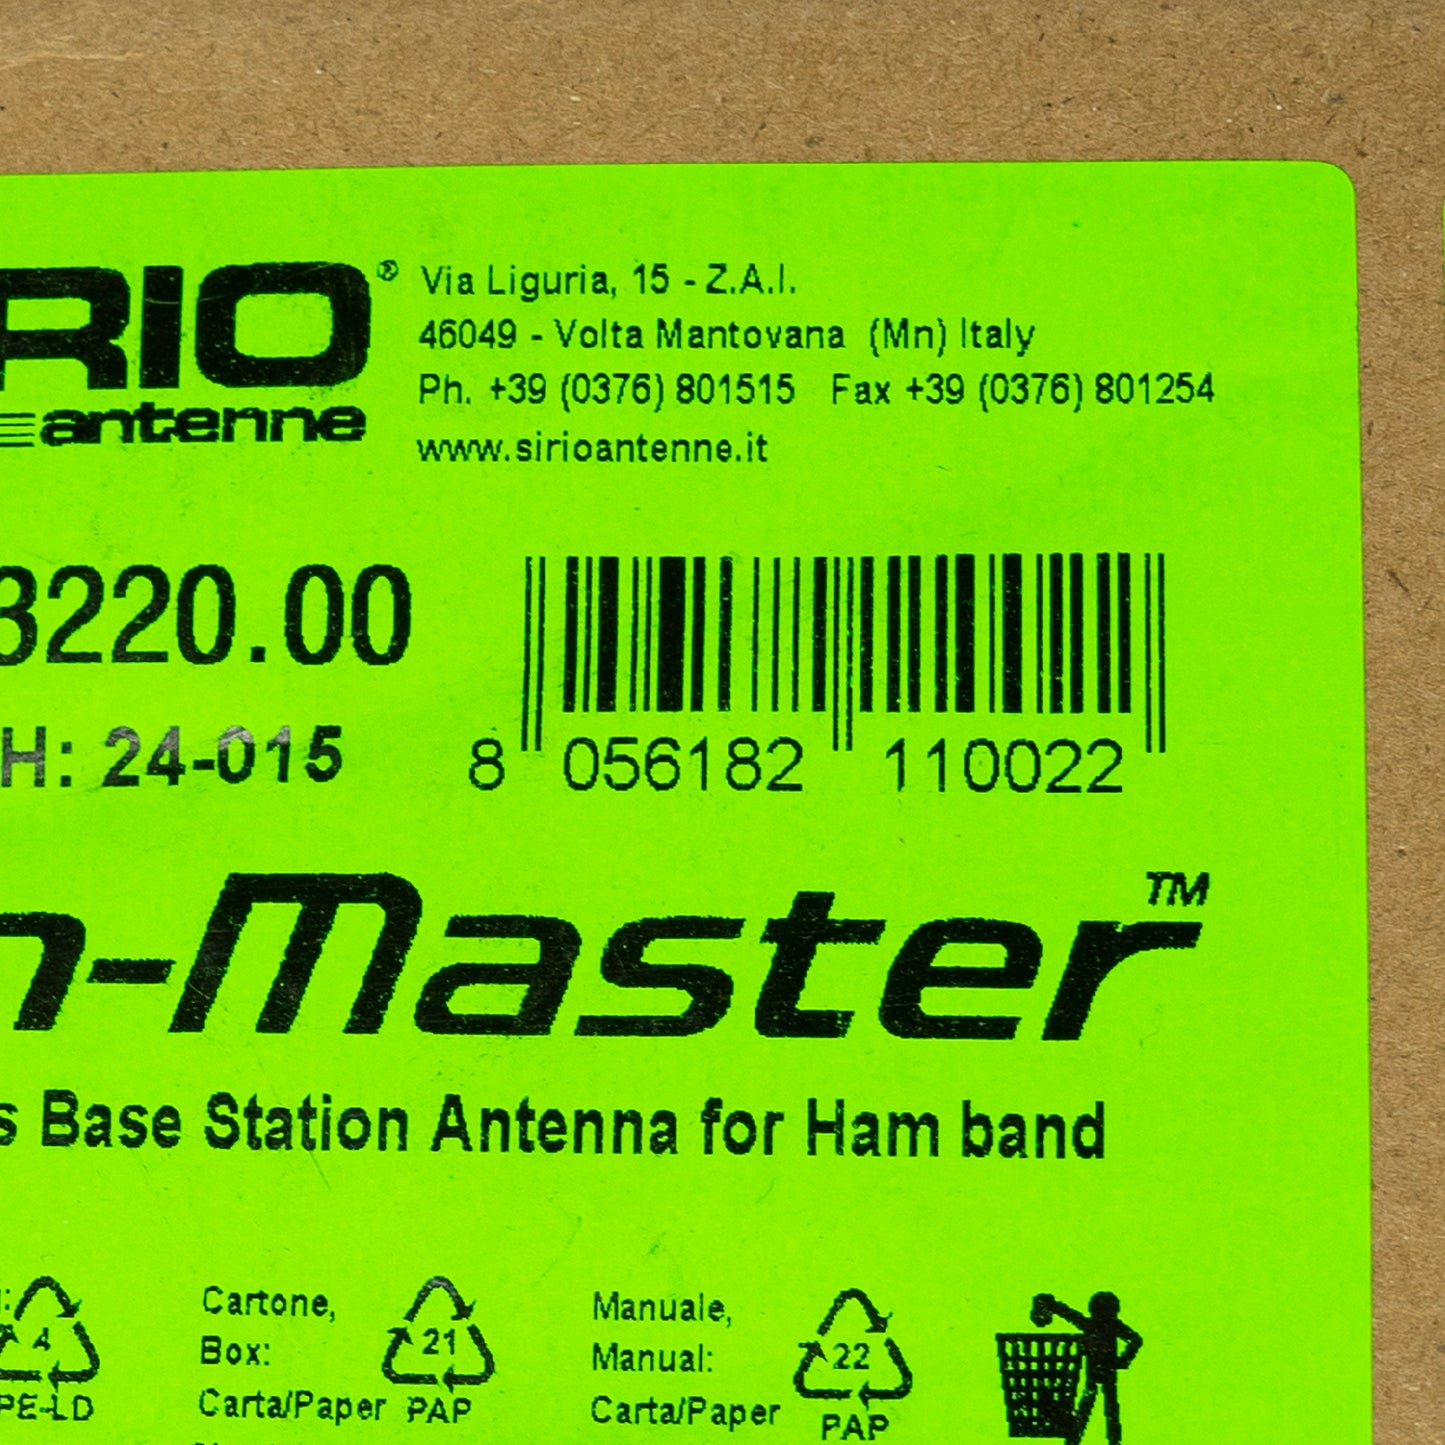 RIO® Via Liguria, 15 - Z.A.I.
antenne 46049 - Volta Mantovana (Mn) Italy
Ph. +39 (0376) 801515 Fax +39 (0376) 801254
www.sirioantenne.it
3220.00
H: 24-015
8 056182 110022
n-Master™
s Base Station Antenna for Ham band
4
PE-LD
Cartone,
Box:
Carta/Paper
21
PAP
Manuale,
Manual:
Carta/Paper
22
PAP